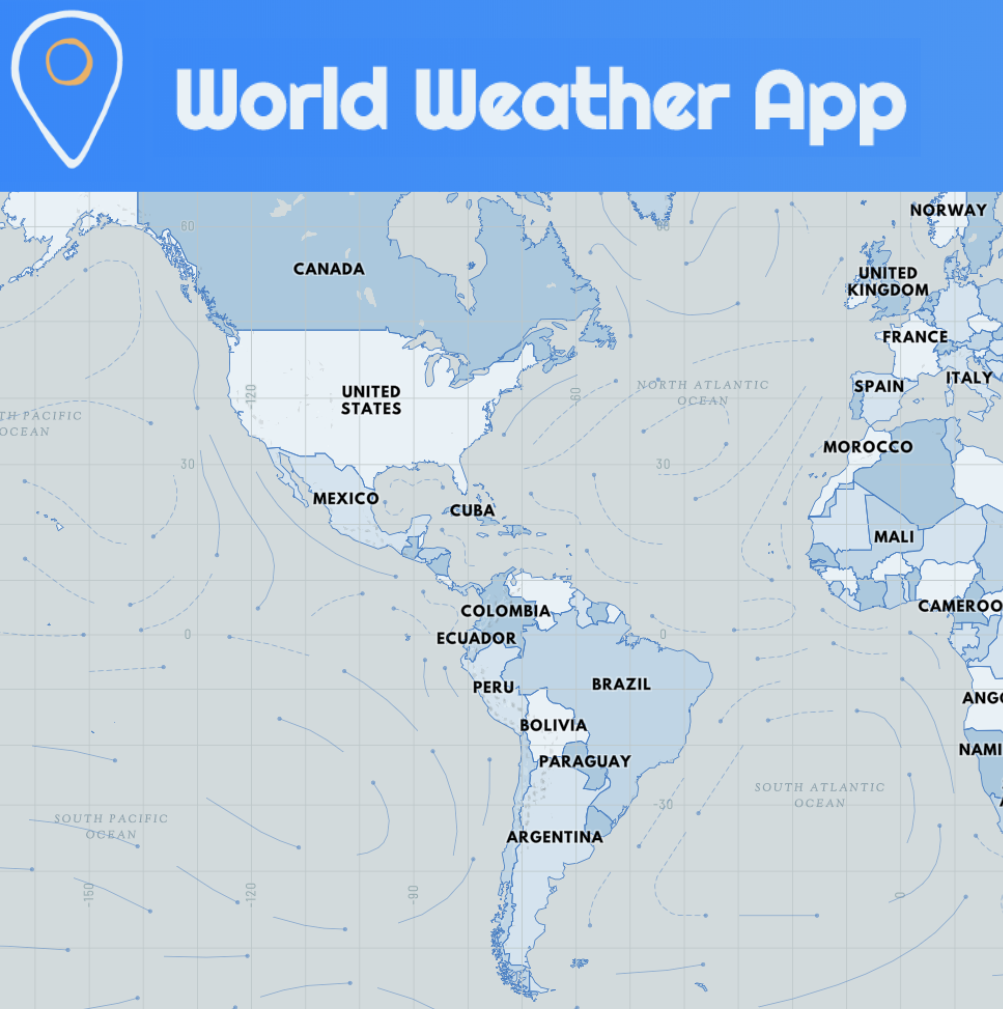 World Weather App
NORWAY
60
60
CANADA
UNITED
KINGDOM
FRANCE
ITALY
SPAIN
NORTH ATLANTIC
OCEAN
UNITED
STATES
-120
-60
TH PACIFIC
OCEAN
MOROCCO
30
30
MEXICO
CUBA
MALI
CAMEROO
COLOMBIA
0
ECUADOR
0
BRAZIL
PERU
ANGO
BOLIVIA
NAMI
PARAGUAY
SOUTH ATLANTIC
OCEAN
-30
SOUTH PACIFIC
OCEAN
ARGENTINA
-150
-120
-90
0